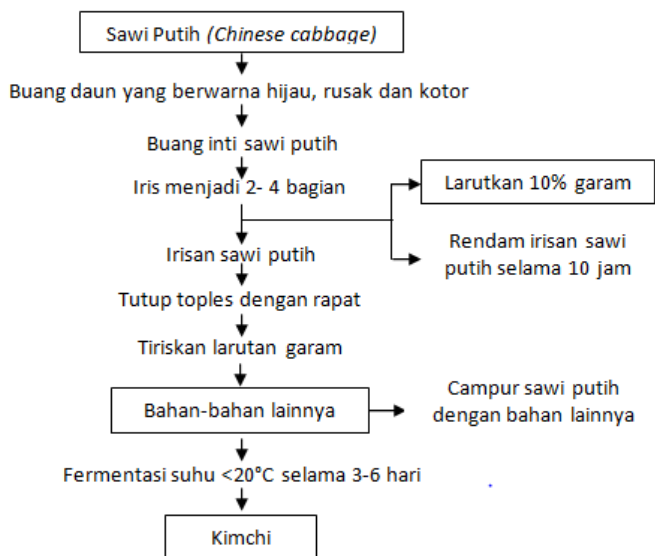 Sawi Putih (Chinese cabbage)
Buang daun yang berwarna hijau, rusak dan kotor
Buang inti sawi putih
Iris menjadi 2- 4 bagian
Larutkan 10% garam
Rendam irisan sawi
putih selama 10 jam
Irisan sawi putih
Tutup toples dengan rapat
Tiriskan larutan garam
Bahan-bahan lainnya
Campur sawi putih
dengan bahan lainnya
Fermentasi suhu <20°C selama 3-6 hari
Kimchi